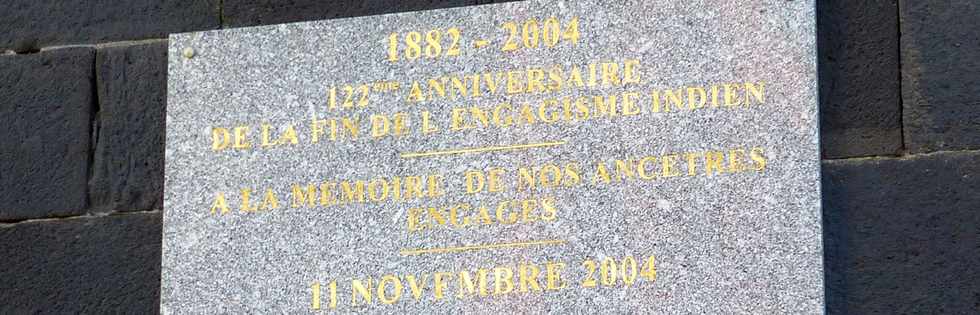 1882 - 2004
122ème ANNIVERSAIRE
DE LA FIN DE L ENGAGISME INDIEN
A LA MEMOIRE DE NOS ANCETRES
ENGAGES
11 NOVEMBRE 2004